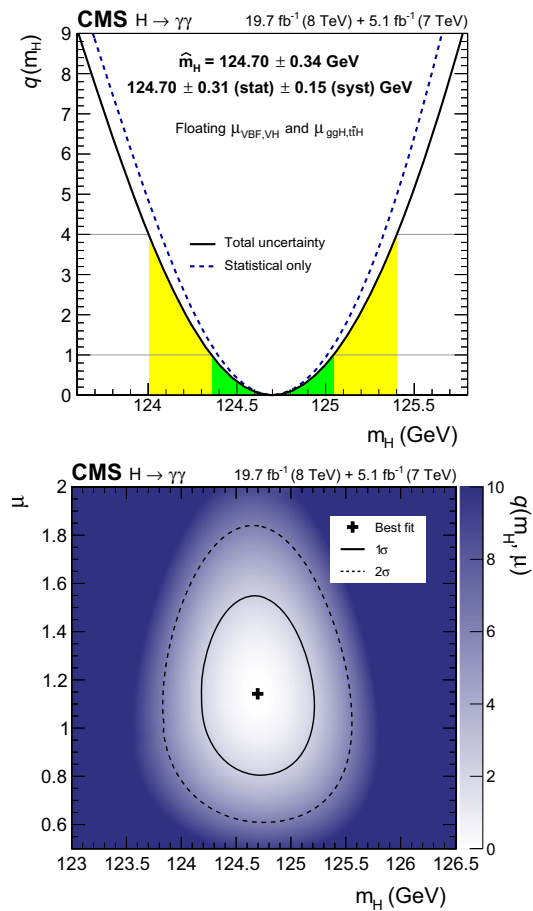 CMS H → γγ 19.7 fb⁻¹ (8 TeV) + 5.1 fb⁻¹ (7 TeV)
q(m_H)
9
8
7
6
5
4
3
2
1
0
m̂_H = 124.70 ± 0.34 GeV
124.70 ± 0.31 (stat) ± 0.15 (syst) GeV
Floating μ_VBF,VH and μ_ggH,tt̄H
Total uncertainty
Statistical only
124 124.5 125 125.5
m_H (GeV)
CMS H → γγ 19.7 fb⁻¹ (8 TeV) + 5.1 fb⁻¹ (7 TeV)
μ
2
1.8
1.6
1.4
1.2
1
0.8
0.6
Best fit
1σ
2σ
10
8
6
4
2
0
q(m_H, μ)
123 123.5 124 124.5 125 125.5 126 126.5
m_H (GeV)